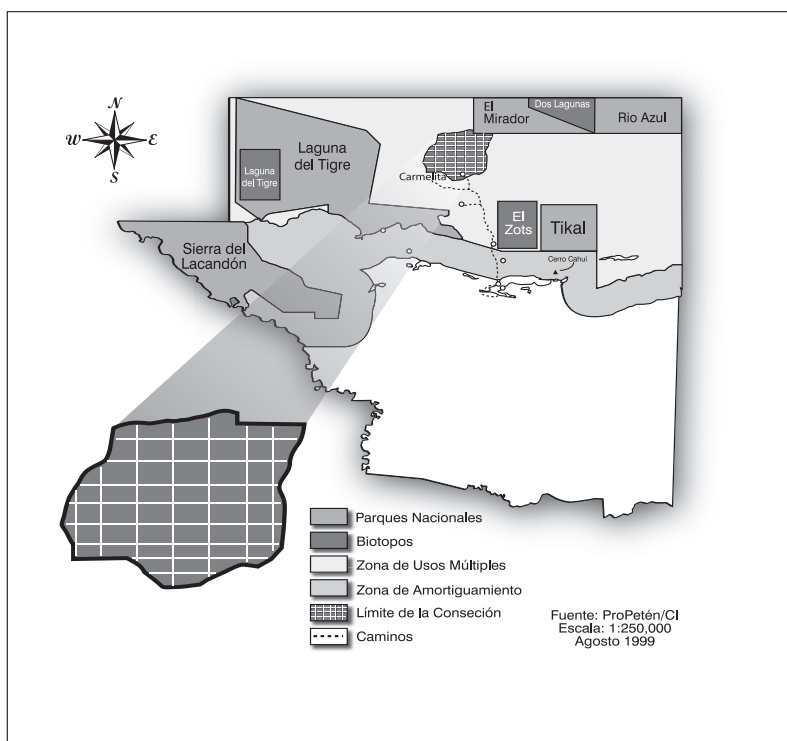 N
W E
S
El
Mirador
Dos Lagunas
Rio Azul
Laguna
del Tigre
Laguna
del Tigre
Carmelita
El
Zots
Tikal
Sierra del
Lacandón
Cerro Cahuí
Parques Nacionales
Biotopos
Zona de Usos Múltiples
Zona de Amortiguamiento
Límite de la Conseción
Caminos
Fuente: ProPetén/CI
Escala: 1:250,000
Agosto 1999